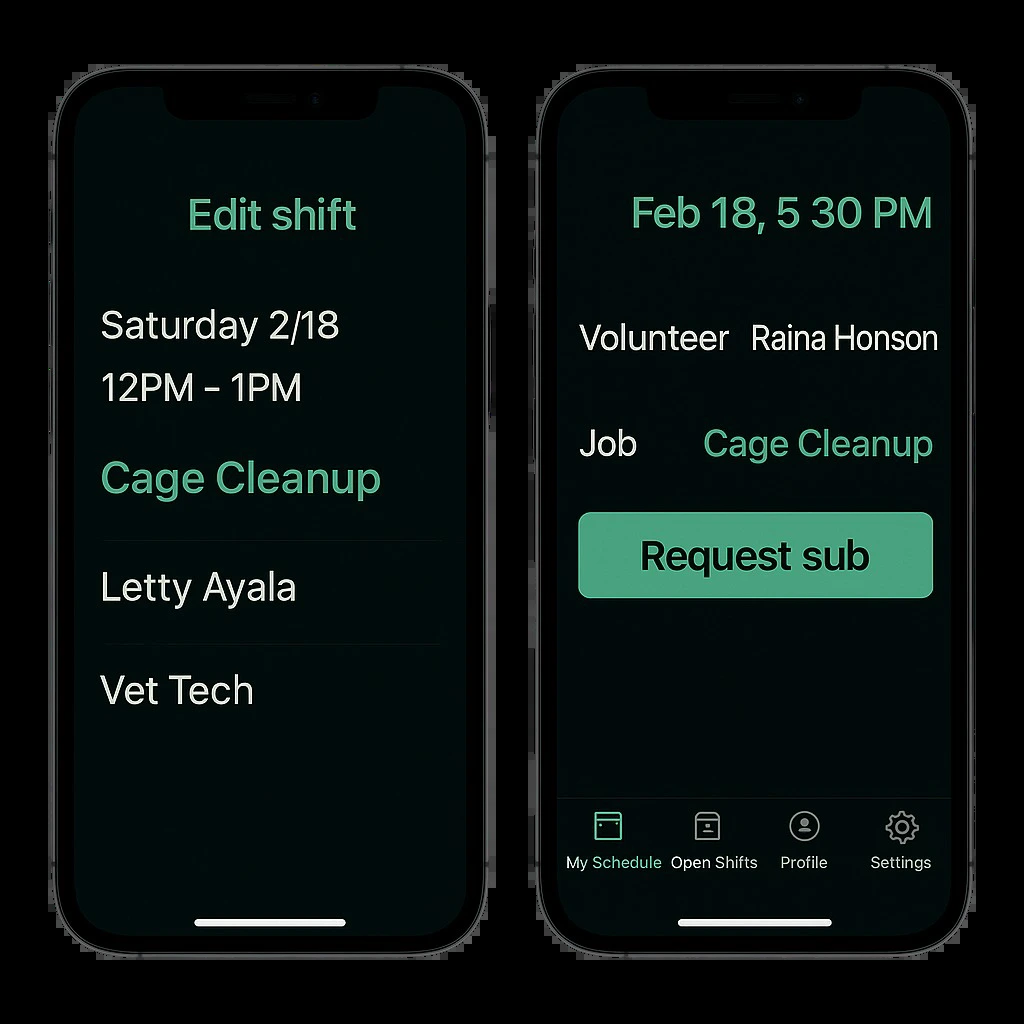 Edit shift
Saturday 2/18
12PM – 1PM
Cage Cleanup
Letty Ayala
Vet Tech
Feb 18, 5 30 PM
Volunteer Raina Honson
Job Cage Cleanup
Request sub
My Schedule Open Shifts Profile Settings